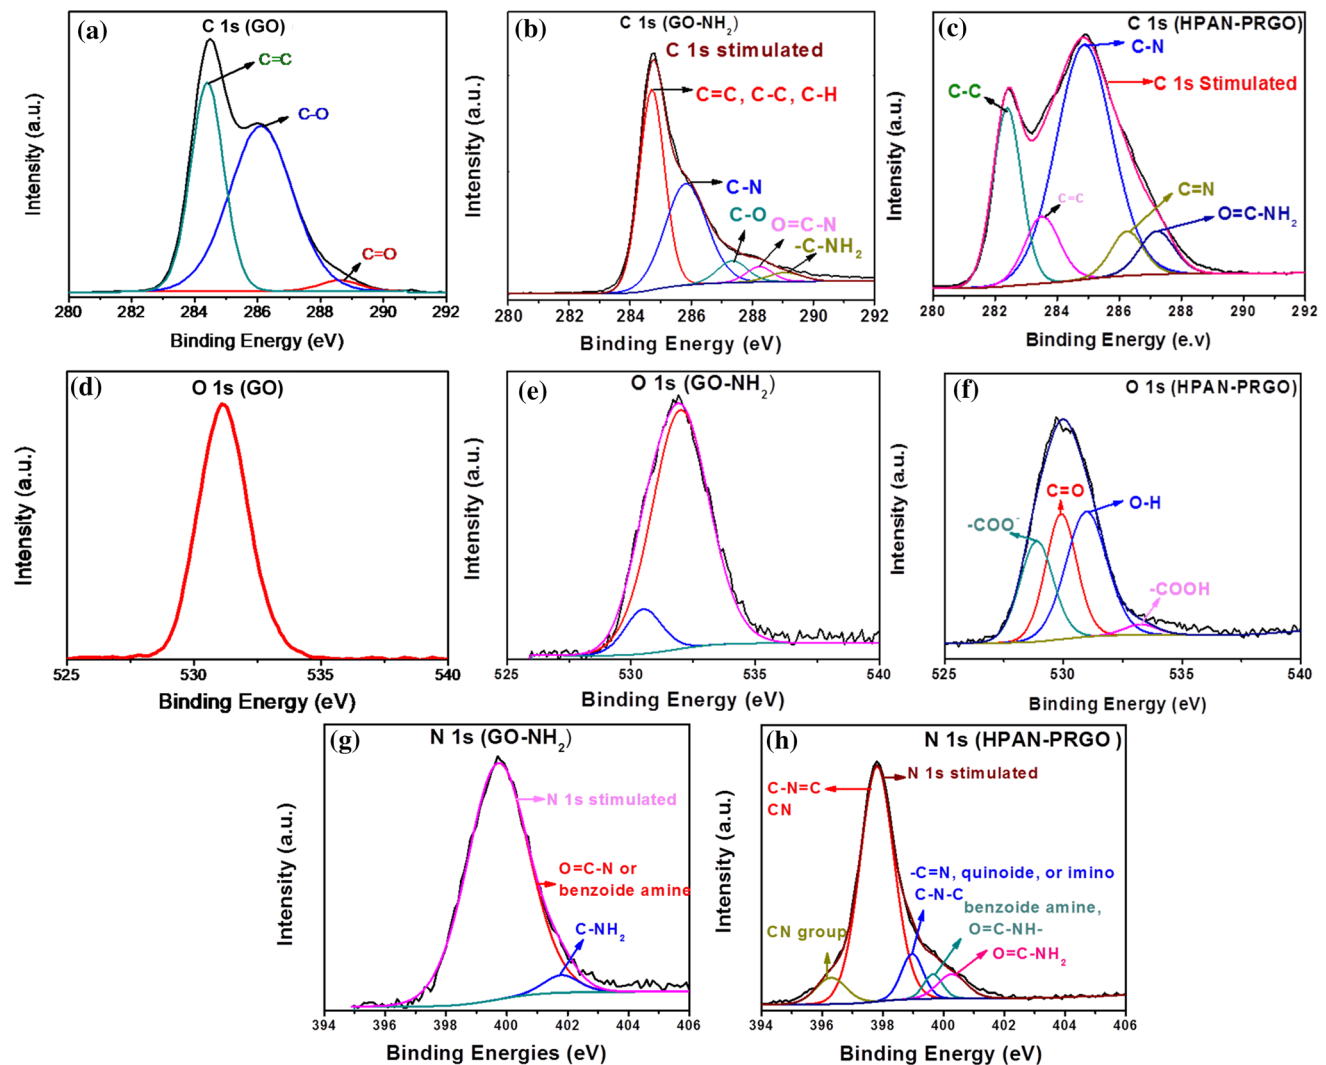 (a)
C 1s (GO)
C=C
C-O
C=O
Intensity (a.u.)
280 282 284 286 288 290 292
Binding Energy (eV)
(b)
C 1s (GO-NH2)
C 1s stimulated
C=C, C-C, C-H
C-N
C-O
O=C-N
-C-NH2
Intensity (a.u.)
280 282 284 286 288 290 292
Binding Energy (eV)
(c)
C 1s (HPAN-PRGO)
C-N
C 1s Stimulated
C-C
C=C
C=N
O=C-NH2
Intensity (a.u.)
280 282 284 286 288 290 292
Binding Energy (e.v)
(d)
O 1s (GO)
Intensity (a.u.)
525 530 535 540
Binding Energy (eV)
(e)
O 1s (GO-NH2)
Intensity (a.u.)
525 530 535 540
Binding Energy (eV)
(f)
O 1s (HPAN-PRGO)
C=O
-COO-
O-H
-COOH
Intensity (a.u.)
525 530 535 540
Binding Energy (eV)
(g)
N 1s (GO-NH2)
N 1s stimulated
O=C-N or
benzoide amine
C-NH2
Intensity (a.u.)
394 396 398 400 402 404 406
Binding Energies (eV)
(h)
N 1s (HPAN-PRGO)
N 1s stimulated
C-N=C
CN
-C=N, quinoide, or imino
C-N-C
benzoide amine,
CN group
O=C-NH-
O=C-NH2
Intensity (a.u.)
394 396 398 400 402 404 406
Binding Energy (eV)